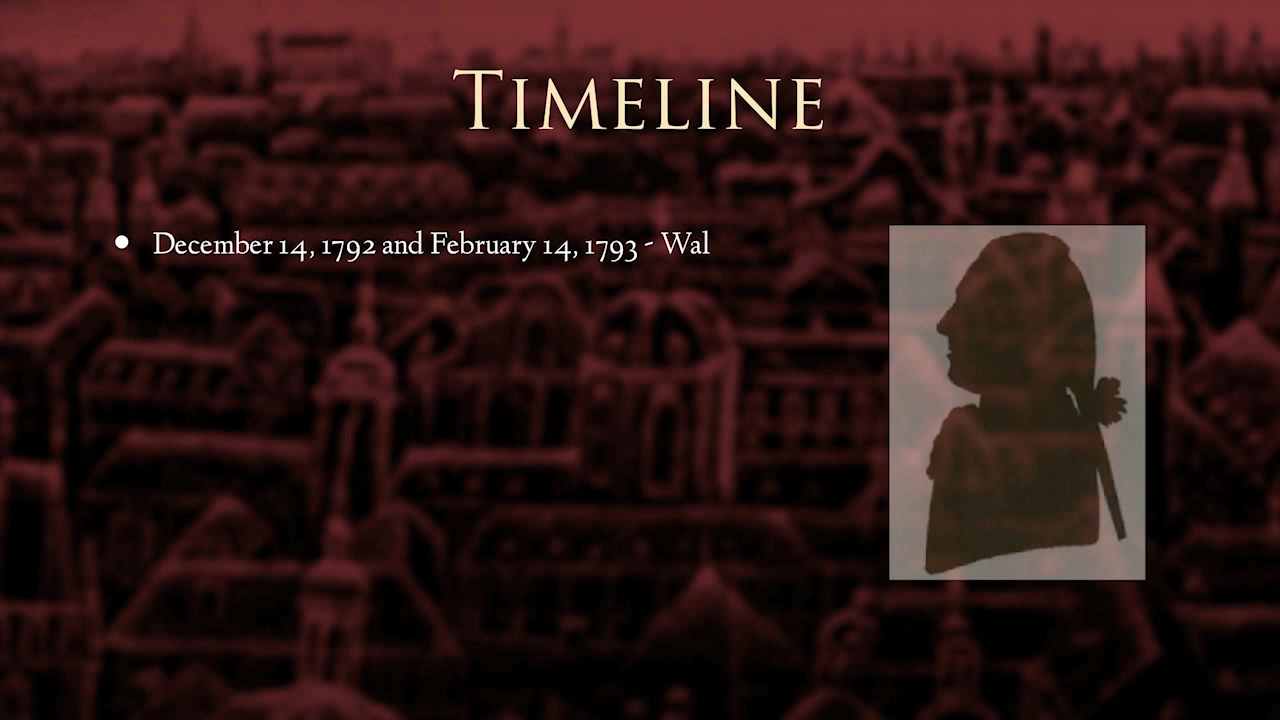 TIMELINE
• December 14, 1792 and February 14, 1793 - Wal